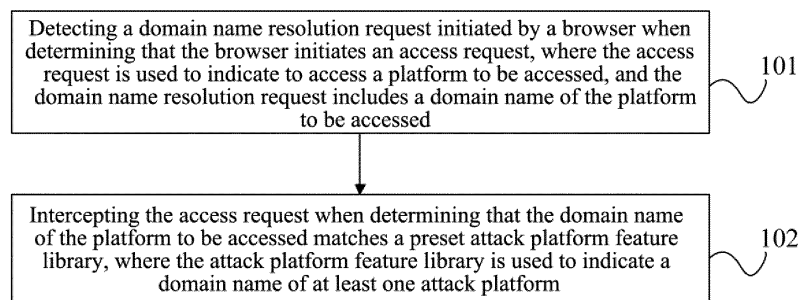 Detecting a domain name resolution request initiated by a browser when
determining that the browser initiates an access request, where the access
request is used to indicate to access a platform to be accessed, and the
domain name resolution request includes a domain name of the platform
to be accessed
101
Intercepting the access request when determining that the domain name
of the platform to be accessed matches a preset attack platform feature
library, where the attack platform feature library is used to indicate a
domain name of at least one attack platform
102